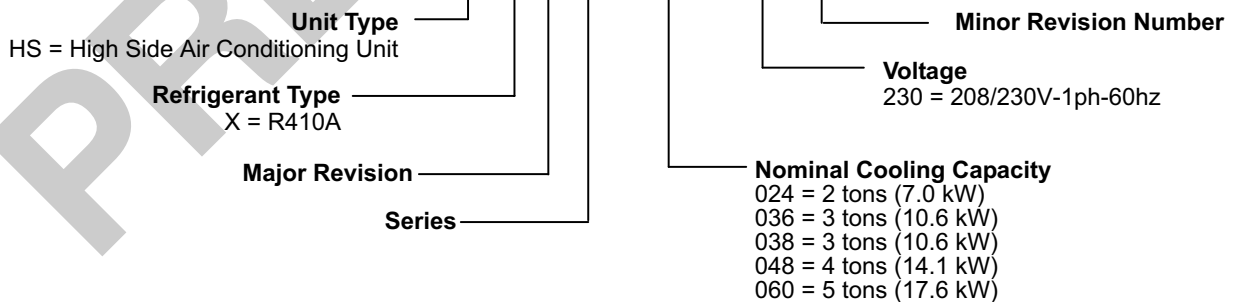 Unit Type
HS = High Side Air Conditioning Unit
Refrigerant Type
X = R410A
Major Revision
Series
Minor Revision Number
Voltage
230 = 208/230V-1ph-60hz
Nominal Cooling Capacity
024 = 2 tons (7.0 kW)
036 = 3 tons (10.6 kW)
038 = 3 tons (10.6 kW)
048 = 4 tons (14.1 kW)
060 = 5 tons (17.6 kW)